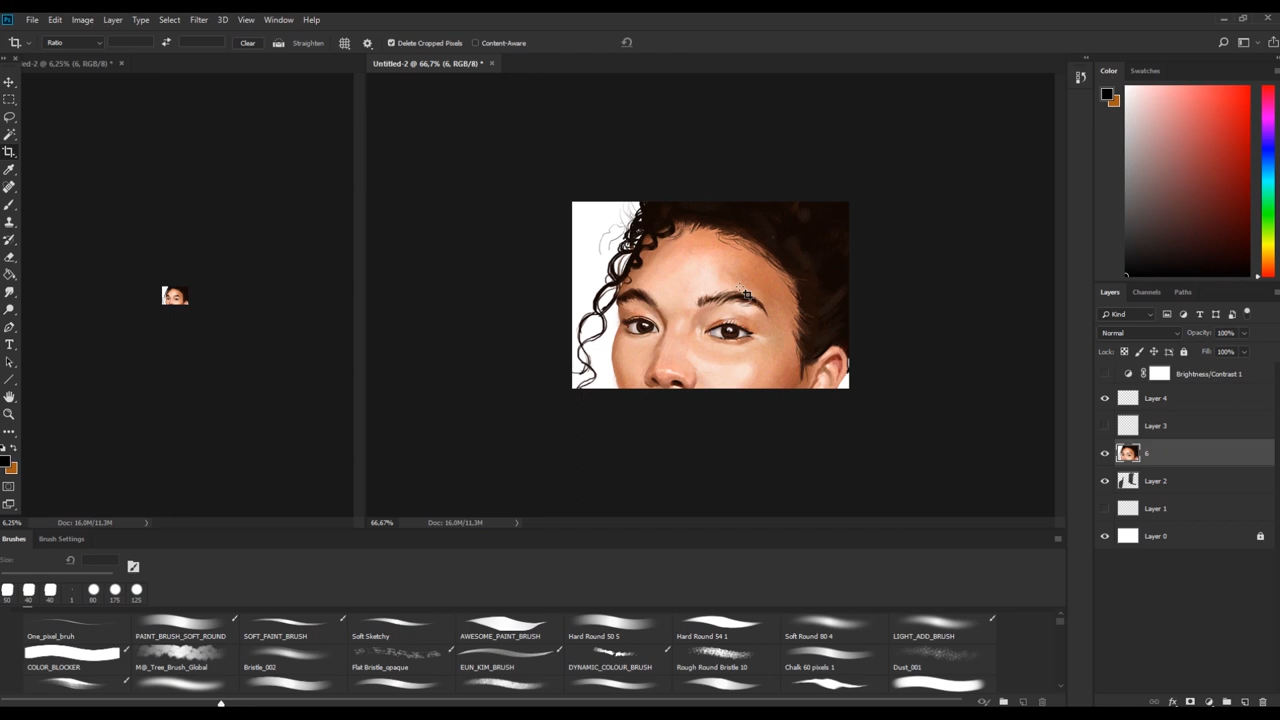 Ps File Edit Image Layer Type Select Filter 3D View Window Help
Ratio Clear Straighten Delete Cropped Pixels Content-Aware
ed-2 @ 6,25% (6, RGB/8) * Untitled-2 @ 66,7% (6, RGB/8) *
Color Swatches
Layers Channels Paths
Kind
Normal Opacity: 100%
Lock: Fill: 100%
Brightness/Contrast 1
Layer 4
Layer 3
6
Layer 2
Layer 1
Layer 0
6,25% Doc: 16,0M/11,3M 66,67% Doc: 16,0M/11,3M
Brushes Brush Settings
Size:
50 40 40 1 80 175 125
One_pixel_bruh PAINT_BRUSH_SOFT_ROUND SOFT_FAINT_BRUSH Soft Sketchy AWESOME_PAINT_BRUSH Hard Round 50 5 Hard Round 54 1 Soft Round 80 4 LIGHT_ADD_BRUSH
COLOR_BLOCKER M@_Tree_Brush_Global Bristle_002 Flat Bristle_opaque EUN_KIM_BRUSH DYNAMIC_COLOUR_BRUSH Rough Round Bristle 10 Chalk 60 pixels 1 Dust_001